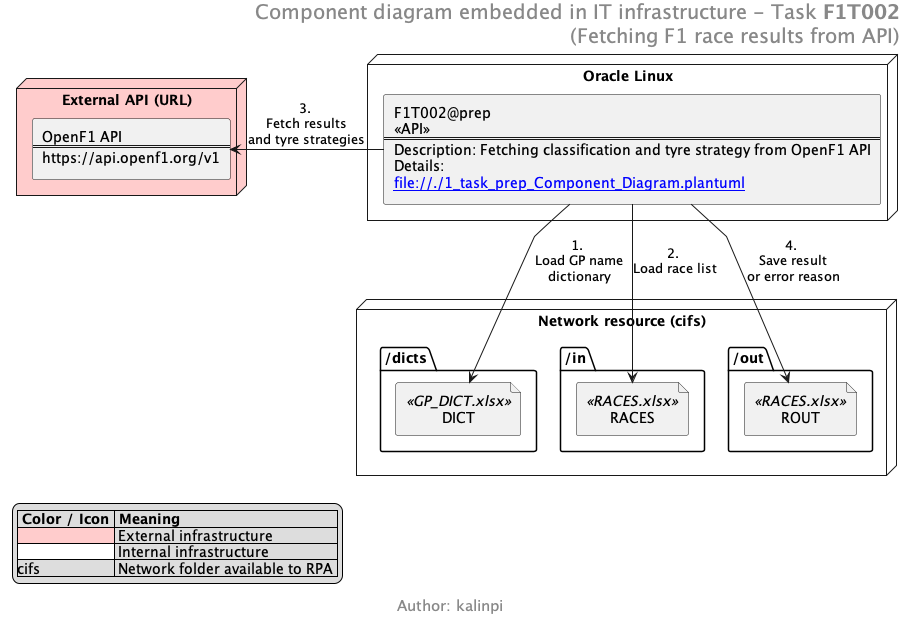 Component diagram embedded in IT infrastructure - Task F1T002
(Fetching F1 race results from API)
External API (URL)
OpenF1 API
https://api.openf1.org/v1
3.
Fetch results
and tyre strategies
Oracle Linux
F1T002@prep
«API»
Description: Fetching classification and tyre strategy from OpenF1 API
Details:
file://./1_task_prep_Component_Diagram.plantuml
1.
Load GP name
dictionary
2.
Load race list
4.
Save result
or error reason
Network resource (cifs)
/dicts
«GP_DICT.xlsx»
DICT
/in
«RACES.xlsx»
RACES
/out
«RACES.xlsx»
ROUT
Color / Icon Meaning
External infrastructure
Internal infrastructure
cifs Network folder available to RPA
Author: kalinpi